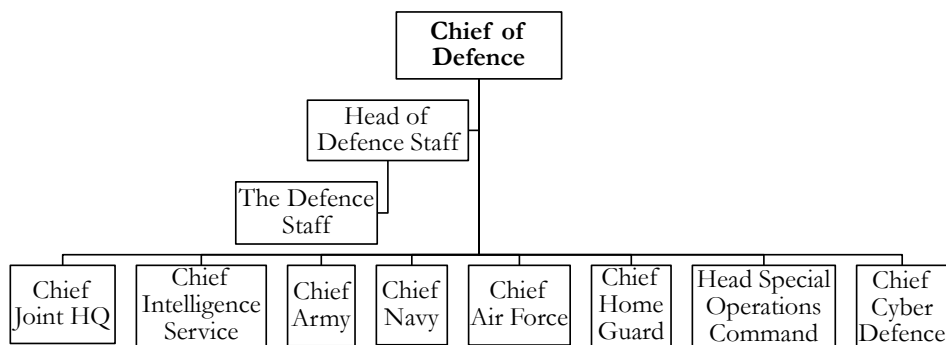 Chief of
Defence
Head of
Defence Staff
The Defence
Staff
Chief
Joint HQ
Chief
Intelligence
Service
Chief
Army
Chief
Navy
Chief
Air Force
Chief
Home
Guard
Head Special
Operations
Command
Chief
Cyber
Defence